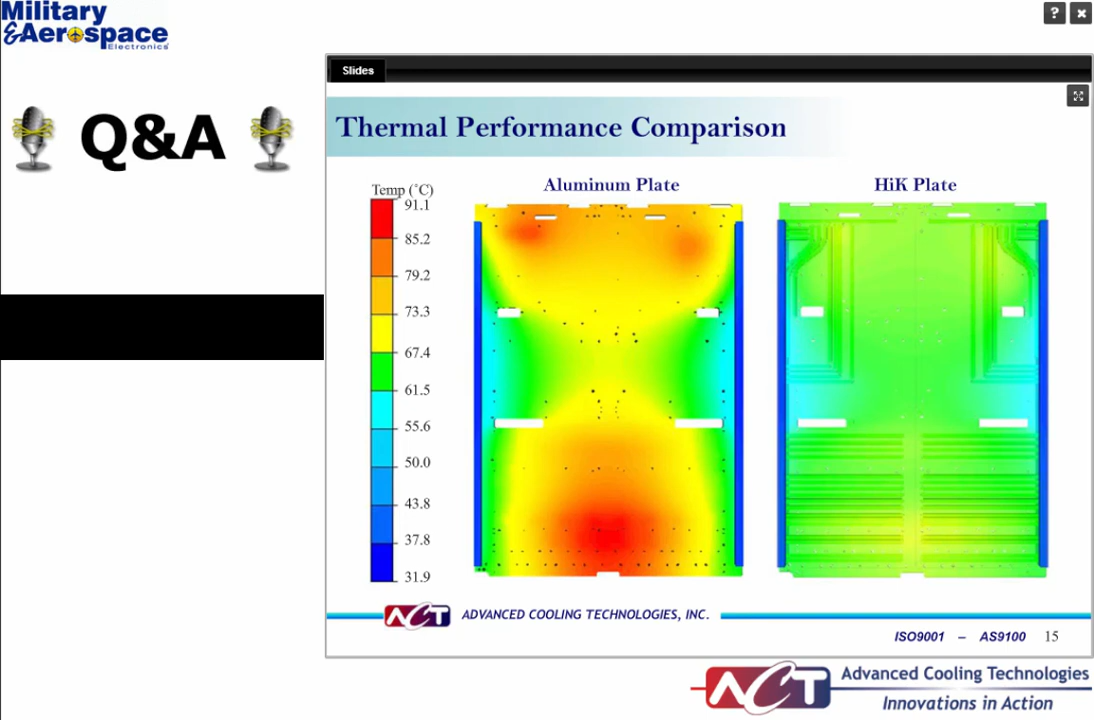 Military
&Aerospace
Electronics
? ×
Q&A
Slides
Thermal Performance Comparison
Temp (˚C)
91.1
85.2
79.2
73.3
67.4
61.5
55.6
50.0
43.8
37.8
31.9
Aluminum Plate
HiK Plate
ACT
ADVANCED COOLING TECHNOLOGIES, INC.
ISO9001 – AS9100 15
ACT
Advanced Cooling Technologies
Innovations in Action